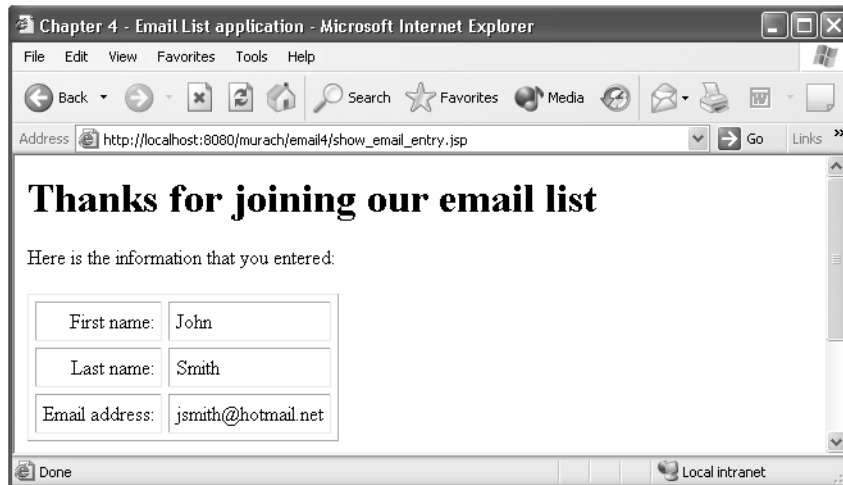 Chapter 4 - Email List application - Microsoft Internet Explorer
File Edit View Favorites Tools Help
Back Search Favorites Media
Address http://localhost:8080/murach/email4/show_email_entry.jsp Go Links »
Thanks for joining our email list
Here is the information that you entered:
First name: John
Last name: Smith
Email address: jsmith@hotmail.net
Done Local intranet